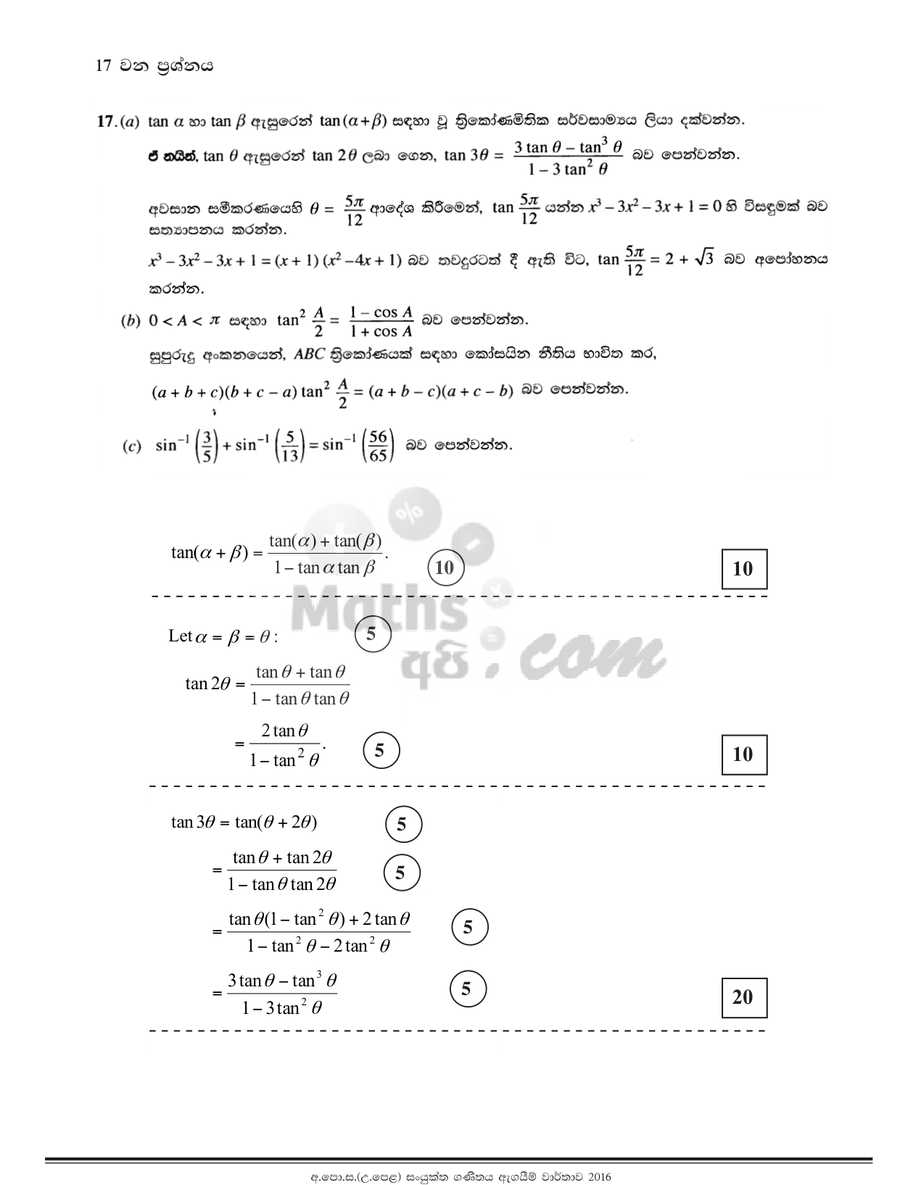 17 වන ප්‍රශ්නය
17. (a) tan α හා tan β ඇසුරෙන් tan (α+β) සඳහා වූ ත්‍රිකෝණමිතික සර්වසාම්‍යය ලියා දක්වන්න.
ඒ නයින්, tan θ ඇසුරෙන් tan 2θ ලබා ගෙන, tan 3θ = (3 tan θ – tan³ θ)/(1 – 3 tan² θ) බව පෙන්වන්න.
අවසාන සමීකරණයෙහි θ = 5π/12 ආදේශ කිරීමෙන්, tan 5π/12 යන්න x³ – 3x² – 3x + 1 = 0 හි විසඳුමක් බව
සත්‍යාපනය කරන්න.
x³ – 3x² – 3x + 1 = (x + 1) (x² –4x + 1) බව තවදුරටත් දී ඇති විට, tan 5π/12 = 2 + √3 බව අපෝහනය
කරන්න.
(b) 0 < A < π සඳහා tan² A/2 = (1 – cos A)/(1 + cos A) බව පෙන්වන්න.
සුපුරුදු අංකනයෙන්, ABC ත්‍රිකෝණයක් සඳහා කෝසයින නීතිය භාවිත කර,
(a + b + c)(b + c – a) tan² A/2 = (a + b – c)(a + c – b) බව පෙන්වන්න.
(c) sin⁻¹ (3/5) + sin⁻¹ (5/13) = sin⁻¹ (56/65) බව පෙන්වන්න.
tan(α + β) = (tan(α) + tan(β))/(1 – tan α tan β). 10 10
Maths
අපි . com
Let α = β = θ : 5
tan 2θ = (tan θ + tan θ)/(1 – tan θ tan θ)
= 2 tan θ/(1 – tan² θ). 5 10
tan 3θ = tan(θ + 2θ) 5
= (tan θ + tan 2θ)/(1 – tan θ tan 2θ) 5
= (tan θ(1 – tan² θ) + 2 tan θ)/(1 – tan² θ – 2 tan² θ) 5
= (3 tan θ – tan³ θ)/(1 – 3 tan² θ) 5 20
අ.පො.ස.(උ.පෙළ) සංයුක්ත ගණිතය ඇගයීම් වාර්තාව 2016